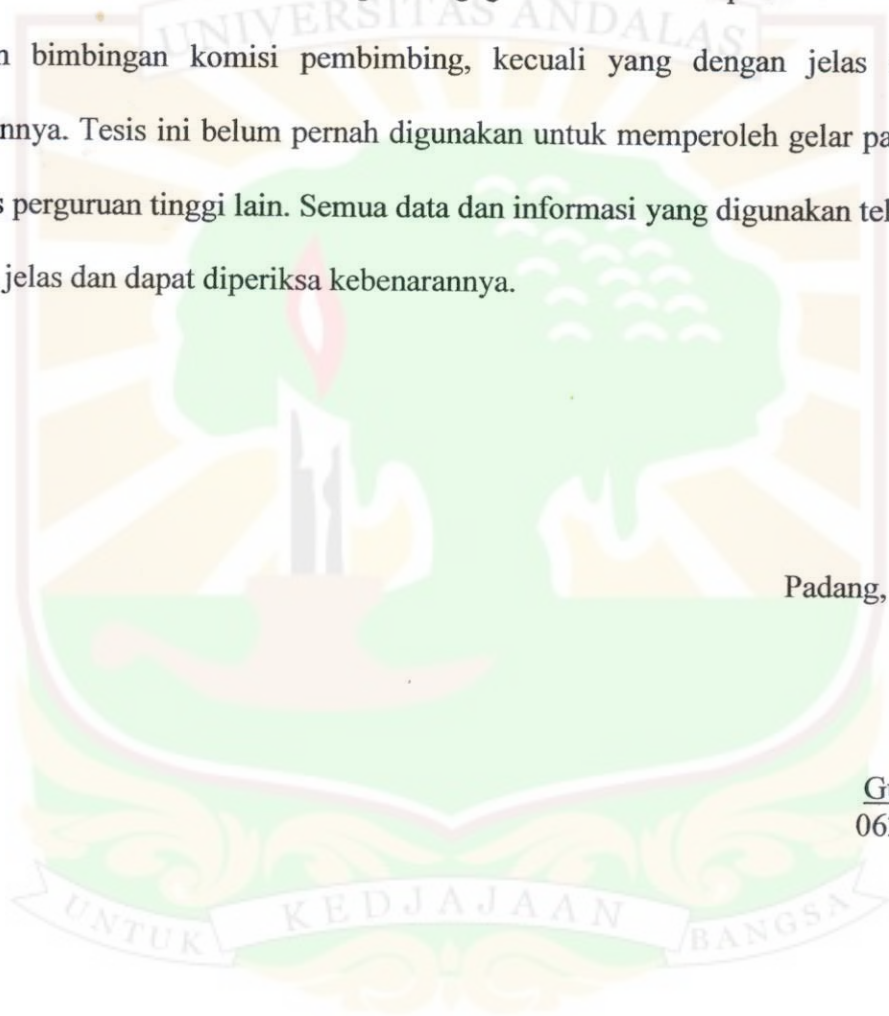 UNIVERSITAS ANDALAS
bimbingan komisi pembimbing, kecuali yang dengan jelas
nnya. Tesis ini belum pernah digunakan untuk memperoleh gelar pa
s perguruan tinggi lain. Semua data dan informasi yang digunakan tel
jelas dan dapat diperiksa kebenarannya.
Padang,
G
06
UNTUK KEDJAJAAN BANGSA